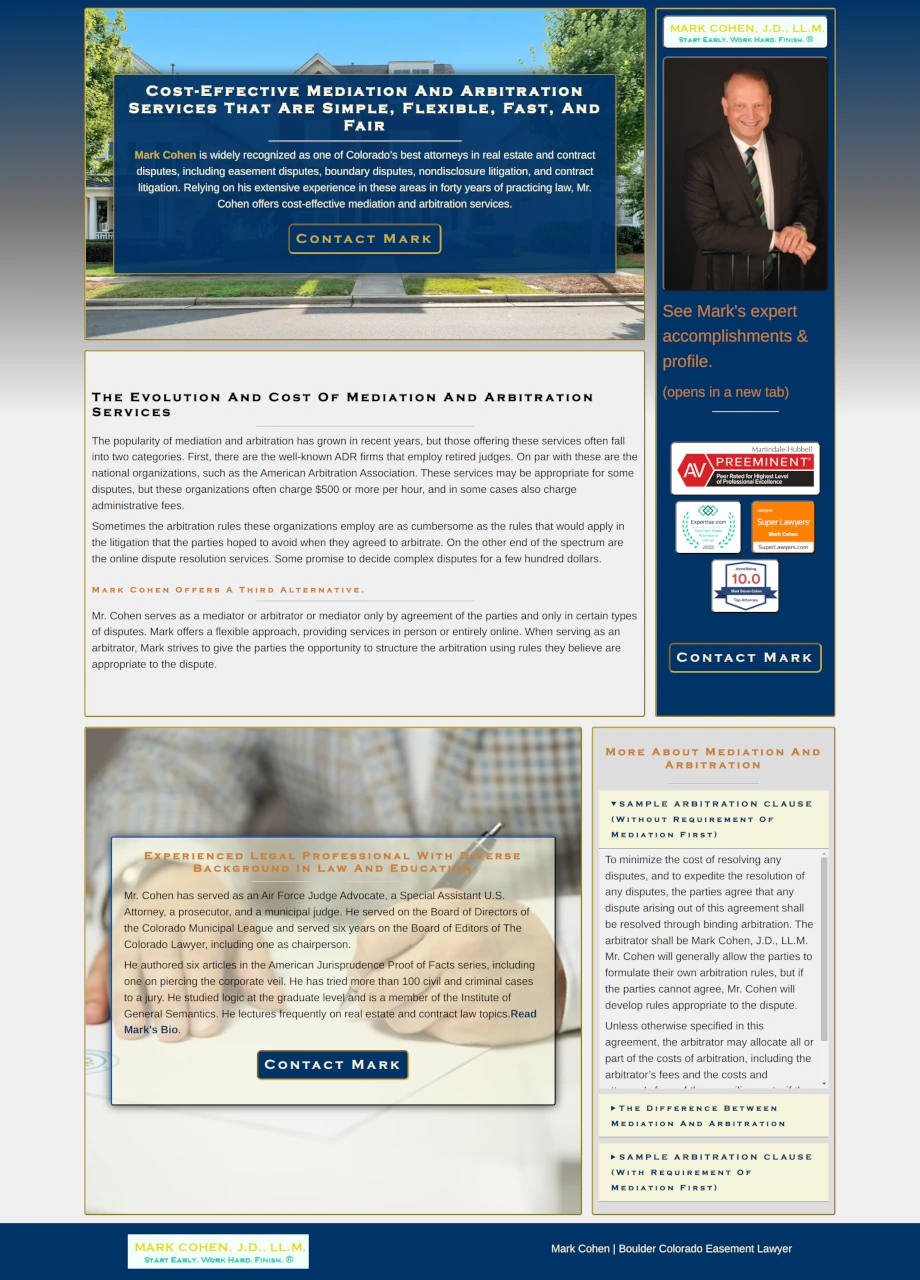 Cost-Effective Mediation And Arbitration
Services That Are Simple, Flexible, Fast, And
Fair
Mark Cohen is widely recognized as one of Colorado's best attorneys in real estate and contract
disputes, including easement disputes, boundary disputes, nondisclosure litigation, and contract
litigation. Relying on his extensive experience in these areas in forty years of practicing law, Mr.
Cohen offers cost-effective mediation and arbitration services.
Contact Mark
MARK COHEN, J.D., LL.M.
Start Early. Work Hard. Finish. ®
See Mark's expert
accomplishments &
profile.
(opens in a new tab)
Martindale-Hubbell
AV PREEMINENT®
Peer Rated for Highest Level
of Professional Excellence
Expertise.com
2022
Super Lawyers
Mark Cohen
SuperLawyers.com
10.0
Top Attorney
Contact Mark
The Evolution And Cost Of Mediation And Arbitration
Services
The popularity of mediation and arbitration has grown in recent years, but those offering these services often fall
into two categories. First, there are the well-known ADR firms that employ retired judges. On par with these are the
national organizations, such as the American Arbitration Association. These services may be appropriate for some
disputes, but these organizations often charge $500 or more per hour, and in some cases also charge
administrative fees.
Sometimes the arbitration rules these organizations employ are as cumbersome as the rules that would apply in
the litigation that the parties hoped to avoid when they agreed to arbitrate. On the other end of the spectrum are
the online dispute resolution services. Some promise to decide complex disputes for a few hundred dollars.
Mark Cohen Offers A Third Alternative.
Mr. Cohen serves as a mediator or arbitrator or mediator only by agreement of the parties and only in certain types
of disputes. Mark offers a flexible approach, providing services in person or entirely online. When serving as an
arbitrator, Mark strives to give the parties the opportunity to structure the arbitration using rules they believe are
appropriate to the dispute.
Experienced Legal Professional With Diverse
Background In Law And Education
Mr. Cohen has served as an Air Force Judge Advocate, a Special Assistant U.S.
Attorney, a prosecutor, and a municipal judge. He served on the Board of Directors of
the Colorado Municipal League and served six years on the Board of Editors of The
Colorado Lawyer, including one as chairperson.
He authored six articles in the American Jurisprudence Proof of Facts series, including
one on piercing the corporate veil. He has tried more than 100 civil and criminal cases
to a jury. He studied logic at the graduate level and is a member of the Institute of
General Semantics. He lectures frequently on real estate and contract law topics.Read
Mark's Bio.
Contact Mark
More About Mediation And
Arbitration
▾SAMPLE ARBITRATION CLAUSE
(Without Requirement Of
Mediation First)
To minimize the cost of resolving any
disputes, and to expedite the resolution of
any disputes, the parties agree that any
dispute arising out of this agreement shall
be resolved through binding arbitration. The
arbitrator shall be Mark Cohen, J.D., LL.M.
Mr. Cohen will generally allow the parties to
formulate their own arbitration rules, but if
the parties cannot agree, Mr. Cohen will
develop rules appropriate to the dispute.
Unless otherwise specified in this
agreement, the arbitrator may allocate all or
part of the costs of arbitration, including the
arbitrator's fees and the costs and
▸The Difference Between
Mediation And Arbitration
▸SAMPLE ARBITRATION CLAUSE
(With Requirement Of
Mediation First)
MARK COHEN, J.D., LL.M.
Start Early. Work Hard. Finish. ®
Mark Cohen | Boulder Colorado Easement Lawyer